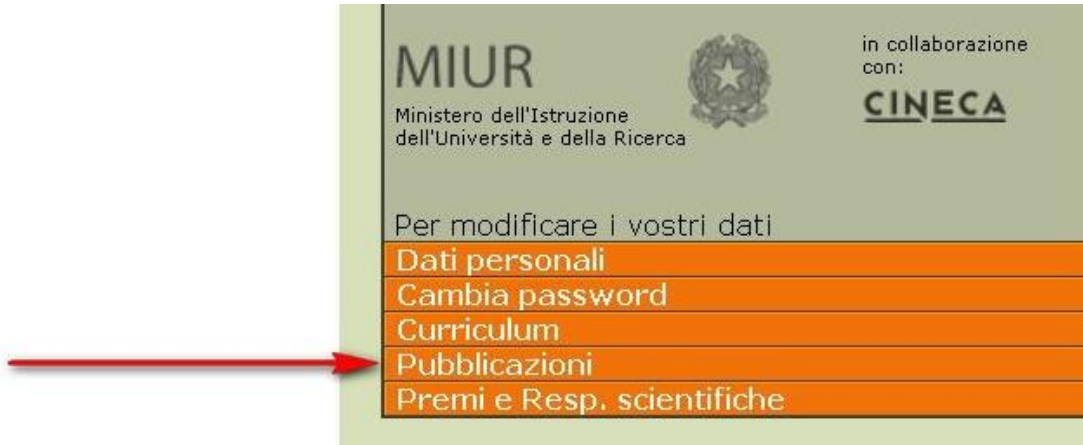 MIUR
Ministero dell'Istruzione
dell'Università e della Ricerca
in collaborazione
con:
CINECA
Per modificare i vostri dati
Dati personali
Cambia password
Curriculum
Pubblicazioni
Premi e Resp. scientifiche